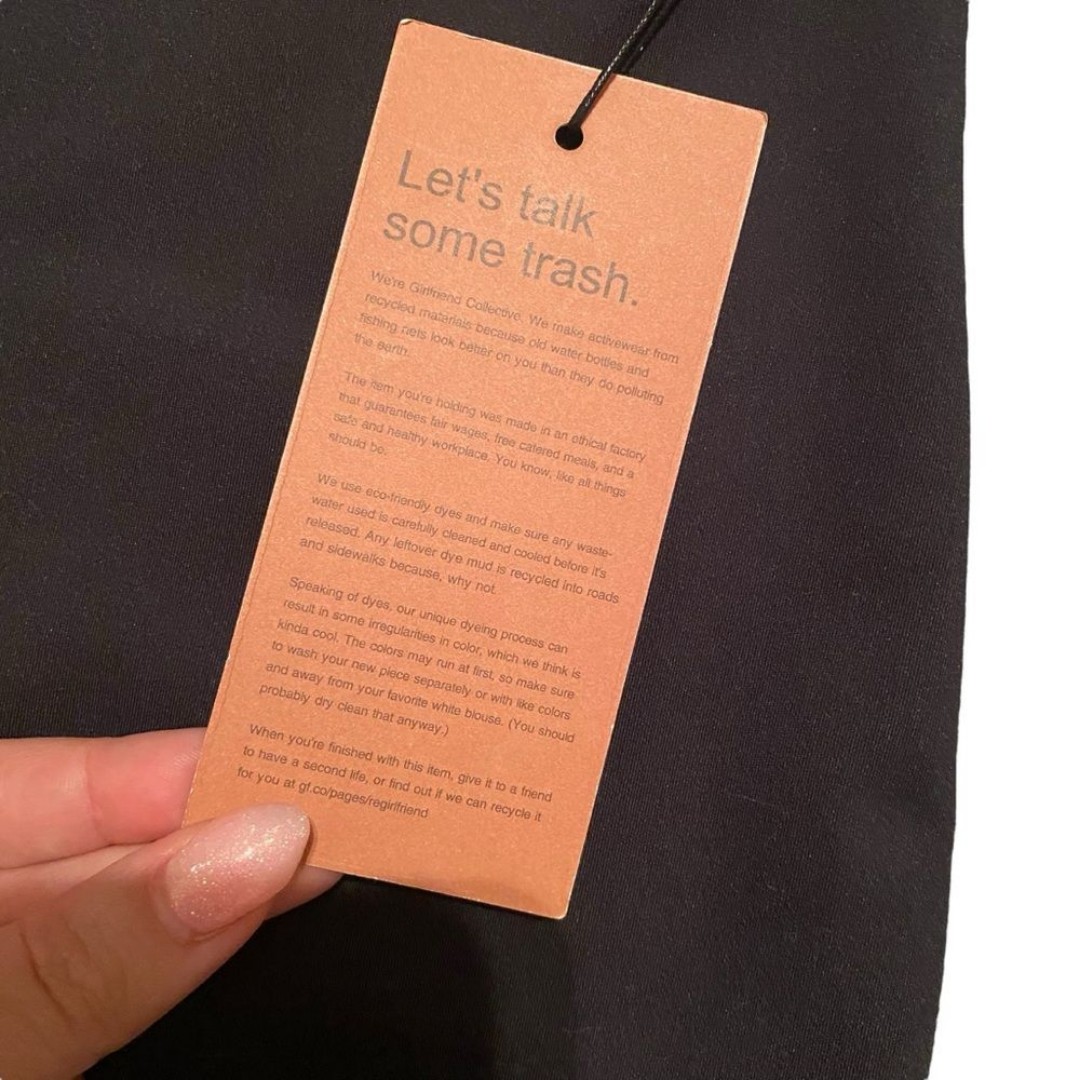 Let's talk
some trash.
We're Girlfriend Collective. We make activewear from
recycled materials because old water bottles and
fishing nets look better on you than they do polluting
the earth.
The item you're holding was made in an ethical factory
that guarantees fair wages, free catered meals, and a
safe and healthy workplace. You know, like all things
should be.
We use eco-friendly dyes and make sure any waste-
water used is carefully cleaned and cooled before it's
released. Any leftover dye mud is recycled into roads
and sidewalks because, why not.
Speaking of dyes, our unique dyeing process can
result in some irregularities in color, which we think is
kinda cool. The colors may run at first, so make sure
to wash your new piece separately or with like colors
and away from your favorite white blouse. (You should
probably dry clean that anyway.)
When you're finished with this item, give it to a friend
to have a second life, or find out if we can recycle it
for you at gf.co/pages/regirlfriend